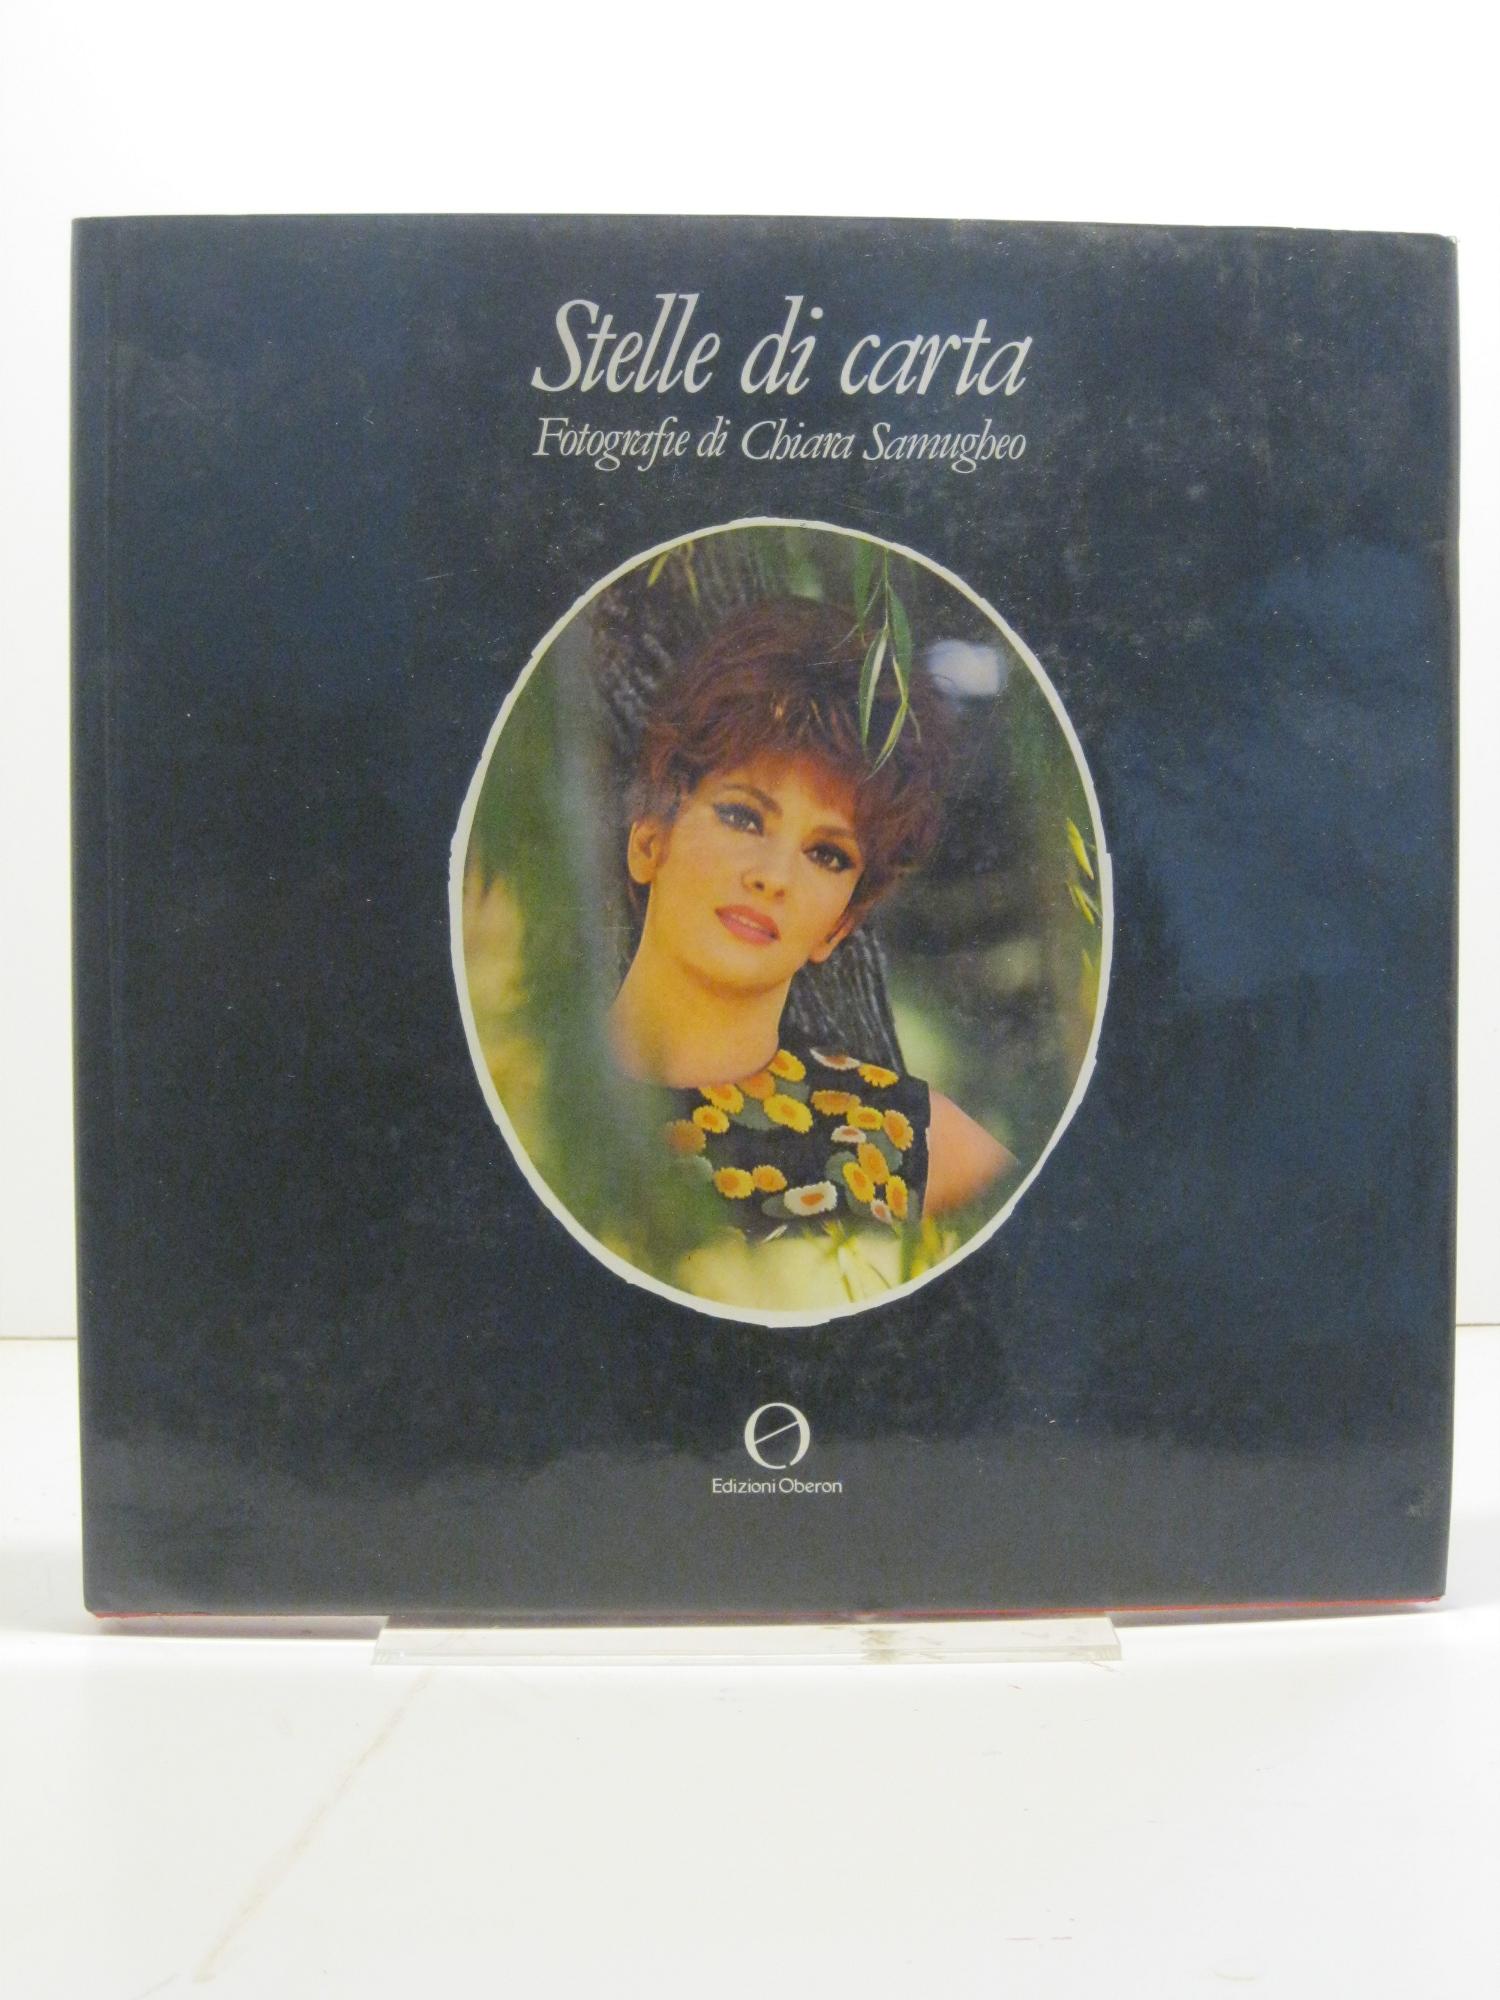 Stelle di carta
Fotografie di Chiara Samugheo
Edizioni Oberon